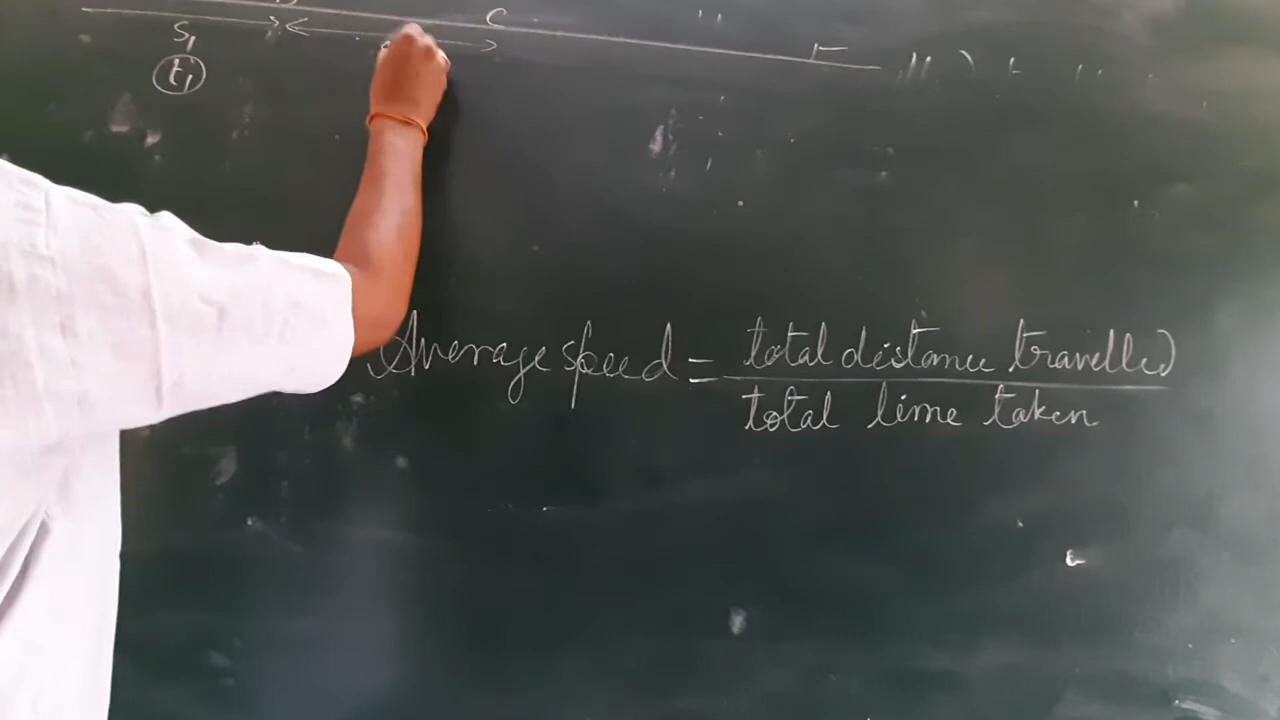 C
S₁
t₁
Average speed = total distance travelled
total time taken